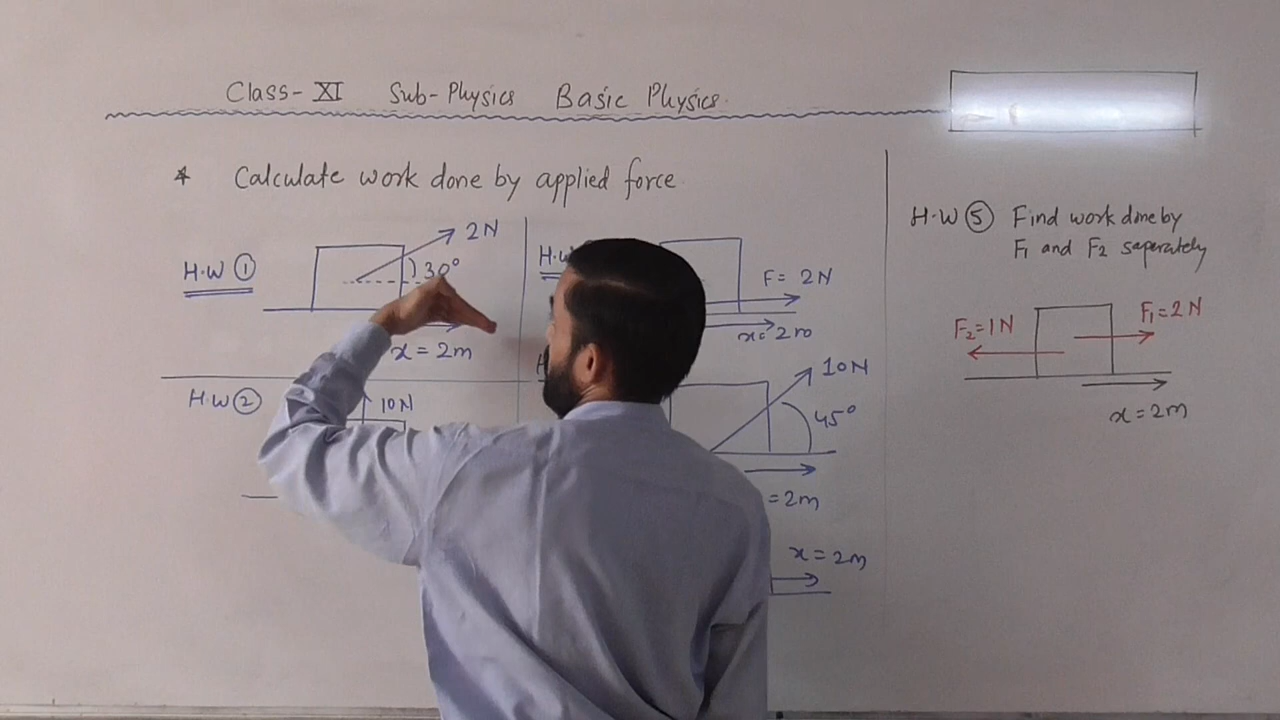 Class-XI Sub-Physics Basic Physics.
* Calculate work done by applied force
H.W ① 2N
30°
x = 2m
H.W ② 10N
F = 2N
x = 2m
10N
45°
= 2m
x = 2m
H.W ⑤ Find work done by
F₁ and F₂ saperately
F₂=1N F₁=2N
x = 2m